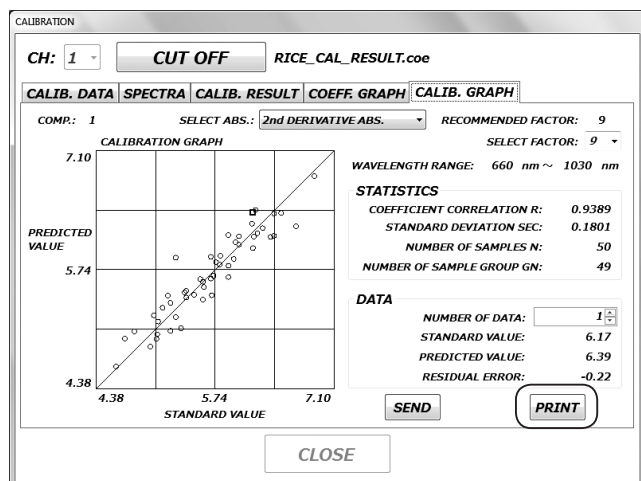 CALIBRATION
CH: 1 CUT OFF RICE_CAL_RESULT.coe
CALIB. DATA SPECTRA CALIB. RESULT COEFF. GRAPH CALIB. GRAPH
COMP.: 1 SELECT ABS.: 2nd DERIVATIVE ABS. RECOMMENDED FACTOR: 9
CALIBRATION GRAPH SELECT FACTOR: 9
7.10
WAVELENGTH RANGE: 660 nm～ 1030 nm
STATISTICS
COEFFICIENT CORRELATION R: 0.9389
STANDARD DEVIATION SEC: 0.1801
NUMBER OF SAMPLES N: 50
NUMBER OF SAMPLE GROUP GN: 49
PREDICTED
VALUE
5.74
DATA
NUMBER OF DATA: 1
STANDARD VALUE: 6.17
PREDICTED VALUE: 6.39
RESIDUAL ERROR: -0.22
4.38
4.38 5.74 7.10
STANDARD VALUE
SEND PRINT
CLOSE